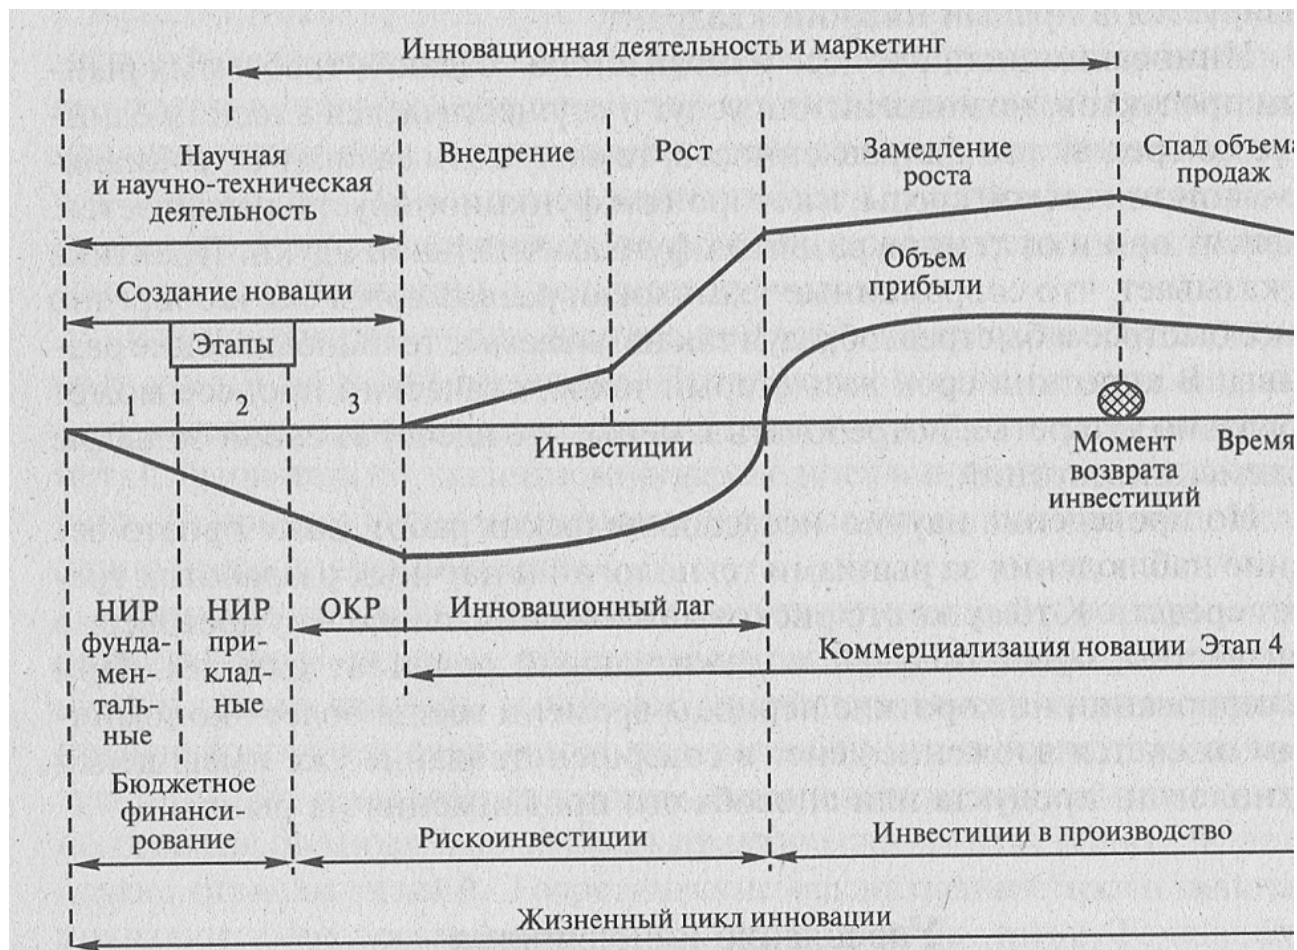 Инновационная деятельность и маркетинг
Научная
и научно-техническая
деятельность
Внедрение
Рост
Замедление
роста
Спад объема
продаж
Создание новации
Этапы
Объем
прибыли
1
2
3
Инвестиции
Момент
возврата
инвестиций
Время
НИР
фунда-
мен-
таль-
ные
НИР
при-
клад-
ные
ОКР
Инновационный лаг
Коммерциализация новации Этап 4
Бюджетное
финанси-
рование
Рискоинвестиции
Инвестиции в производство
Жизненный цикл инновации